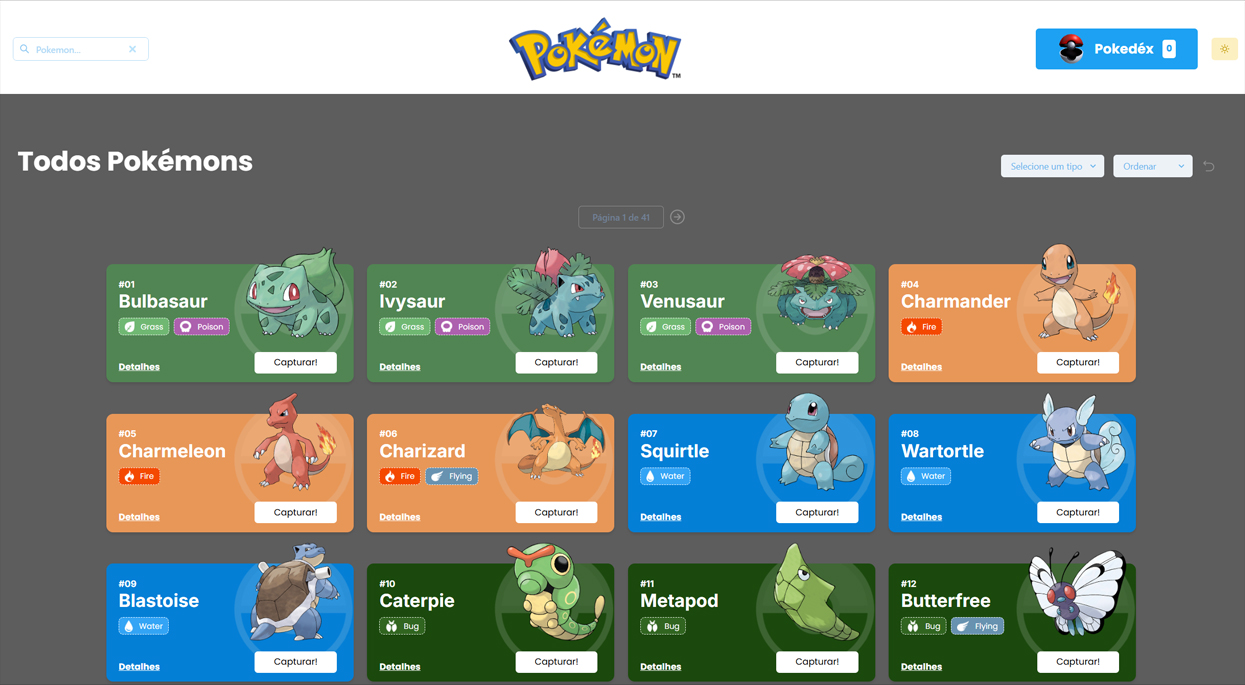 Pokemon...
POKéMON
TM
Pokedéx 0
Todos Pokémons
Selecione um tipo
Ordenar
Página 1 de 41
#01
Bulbasaur
Grass Poison
Detalhes Capturar!
#02
Ivysaur
Grass Poison
Detalhes Capturar!
#03
Venusaur
Grass Poison
Detalhes Capturar!
#04
Charmander
Fire
Detalhes Capturar!
#05
Charmeleon
Fire
Detalhes Capturar!
#06
Charizard
Fire Flying
Detalhes Capturar!
#07
Squirtle
Water
Detalhes Capturar!
#08
Wartortle
Water
Detalhes Capturar!
#09
Blastoise
Water
Detalhes Capturar!
#10
Caterpie
Bug
Detalhes Capturar!
#11
Metapod
Bug
Detalhes Capturar!
#12
Butterfree
Bug Flying
Detalhes Capturar!